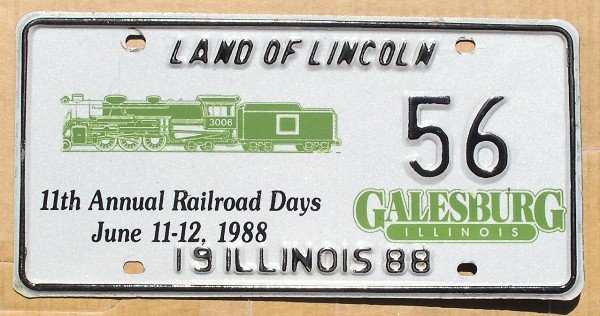 LAND OF LINCOLN
3006
56
11th Annual Railroad Days
June 11-12, 1988
GALESBURG
ILLINOIS
19 ILLINOIS 88